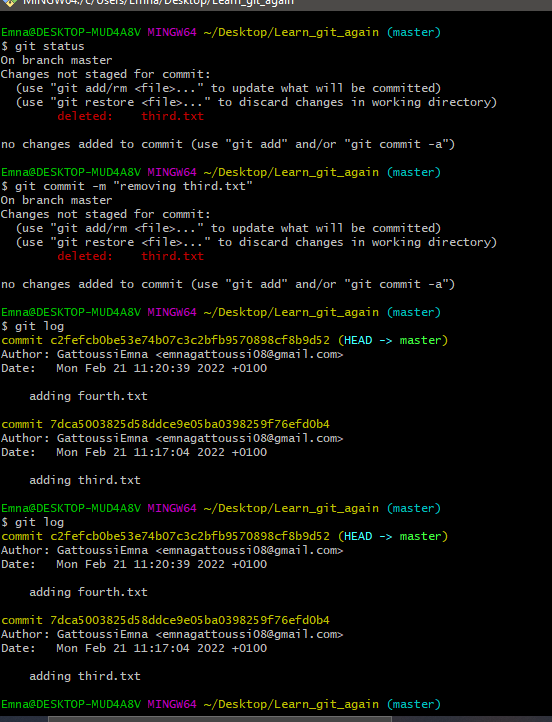 MINGW64:/c/Users/Emna/Desktop/Learn_git_again
Emna@DESKTOP-MUD4A8V MINGW64 ~/Desktop/Learn_git_again (master)
$ git status
On branch master
Changes not staged for commit:
  (use "git add/rm <file>..." to update what will be committed)
  (use "git restore <file>..." to discard changes in working directory)
        deleted:    third.txt
no changes added to commit (use "git add" and/or "git commit -a")
Emna@DESKTOP-MUD4A8V MINGW64 ~/Desktop/Learn_git_again (master)
$ git commit -m "removing third.txt"
On branch master
Changes not staged for commit:
  (use "git add/rm <file>..." to update what will be committed)
  (use "git restore <file>..." to discard changes in working directory)
        deleted:    third.txt
no changes added to commit (use "git add" and/or "git commit -a")
Emna@DESKTOP-MUD4A8V MINGW64 ~/Desktop/Learn_git_again (master)
$ git log
commit c2fefcb0be53e74b07c3c2bfb9570898cf8b9d52 (HEAD -> master)
Author: GattoussiEmna <emnagattoussi08@gmail.com>
Date:   Mon Feb 21 11:20:39 2022 +0100
    adding fourth.txt
commit 7dca5003825d58ddce9e05ba0398259f76efd0b4
Author: GattoussiEmna <emnagattoussi08@gmail.com>
Date:   Mon Feb 21 11:17:04 2022 +0100
    adding third.txt
Emna@DESKTOP-MUD4A8V MINGW64 ~/Desktop/Learn_git_again (master)
$ git log
commit c2fefcb0be53e74b07c3c2bfb9570898cf8b9d52 (HEAD -> master)
Author: GattoussiEmna <emnagattoussi08@gmail.com>
Date:   Mon Feb 21 11:20:39 2022 +0100
    adding fourth.txt
commit 7dca5003825d58ddce9e05ba0398259f76efd0b4
Author: GattoussiEmna <emnagattoussi08@gmail.com>
Date:   Mon Feb 21 11:17:04 2022 +0100
    adding third.txt
Emna@DESKTOP-MUD4A8V MINGW64 ~/Desktop/Learn_git_again (master)